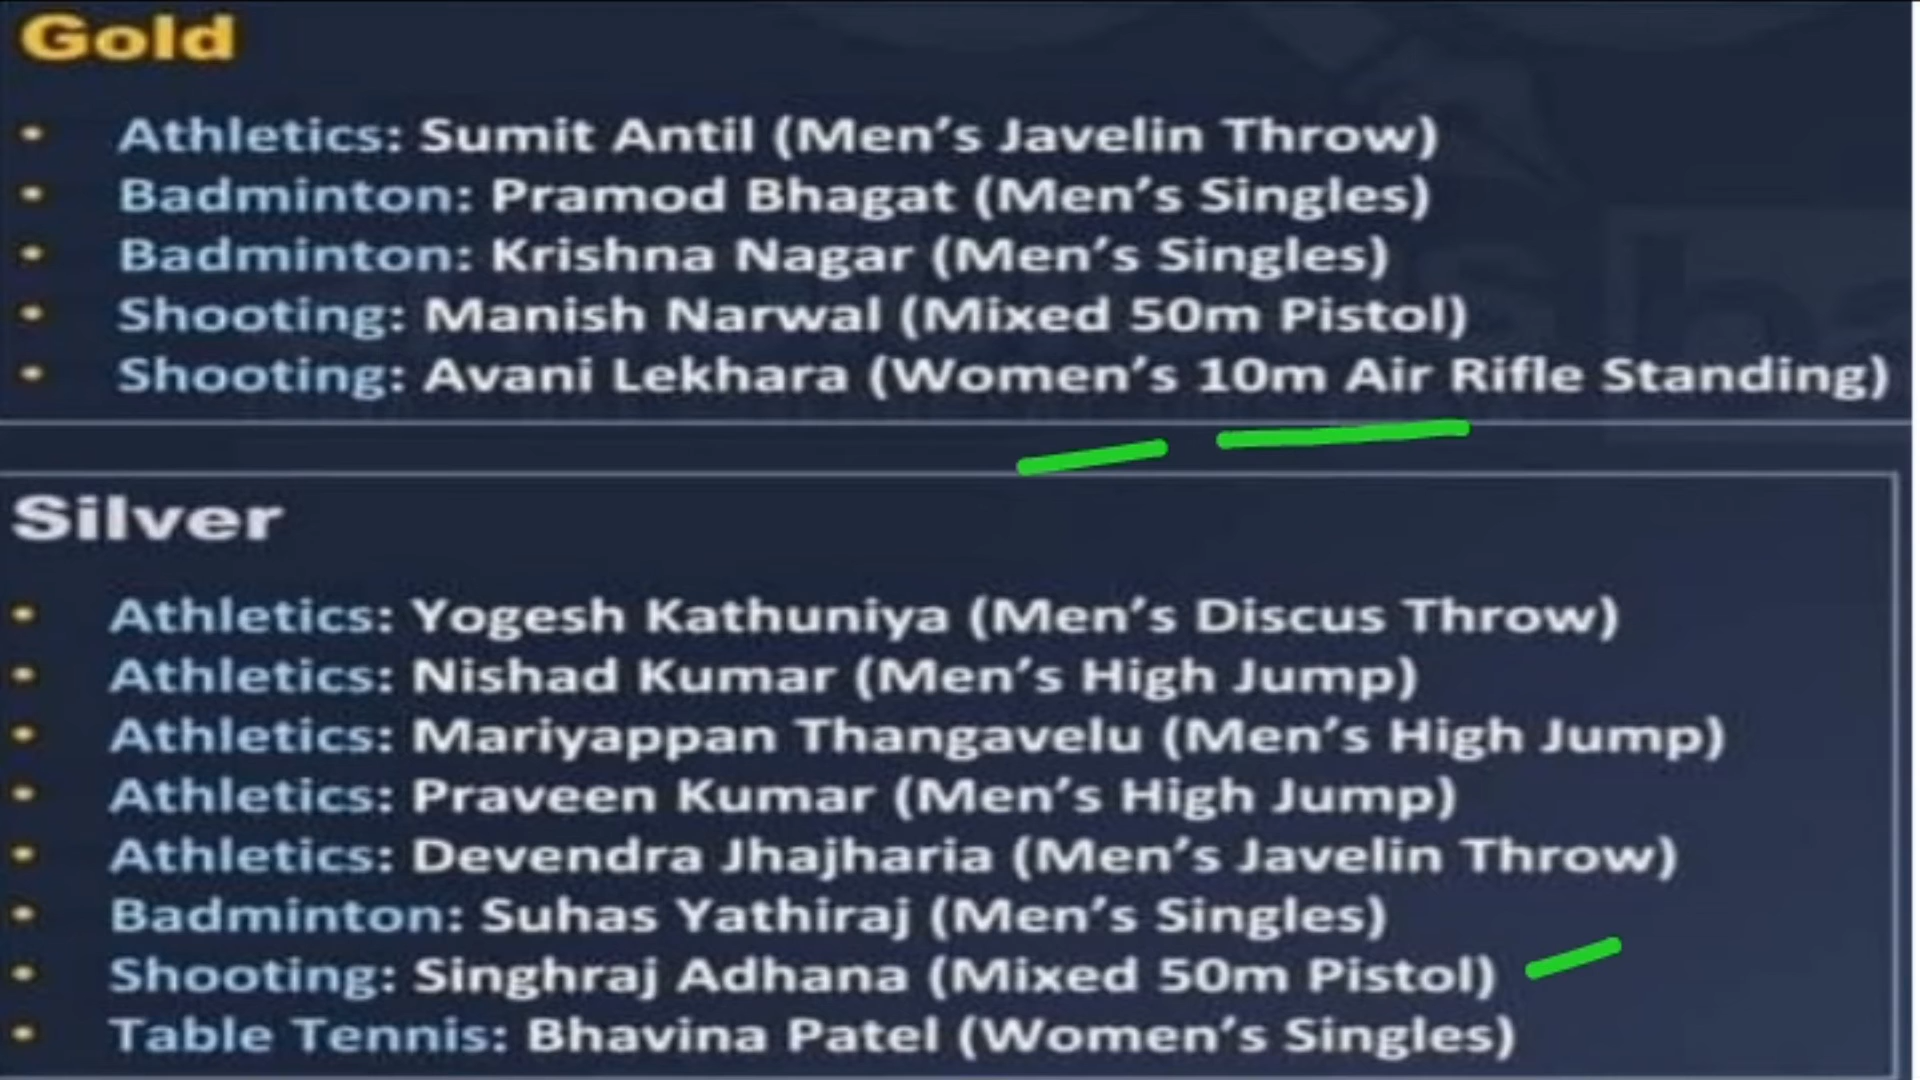 Gold
• Athletics: Sumit Antil (Men's Javelin Throw)
• Badminton: Pramod Bhagat (Men's Singles)
• Badminton: Krishna Nagar (Men's Singles)
• Shooting: Manish Narwal (Mixed 50m Pistol)
• Shooting: Avani Lekhara (Women's 10m Air Rifle Standing)
Silver
• Athletics: Yogesh Kathuniya (Men's Discus Throw)
• Athletics: Nishad Kumar (Men's High Jump)
• Athletics: Mariyappan Thangavelu (Men's High Jump)
• Athletics: Praveen Kumar (Men's High Jump)
• Athletics: Devendra Jhajharia (Men's Javelin Throw)
• Badminton: Suhas Yathiraj (Men's Singles)
• Shooting: Singhraj Adhana (Mixed 50m Pistol)
• Table Tennis: Bhavina Patel (Women's Singles)